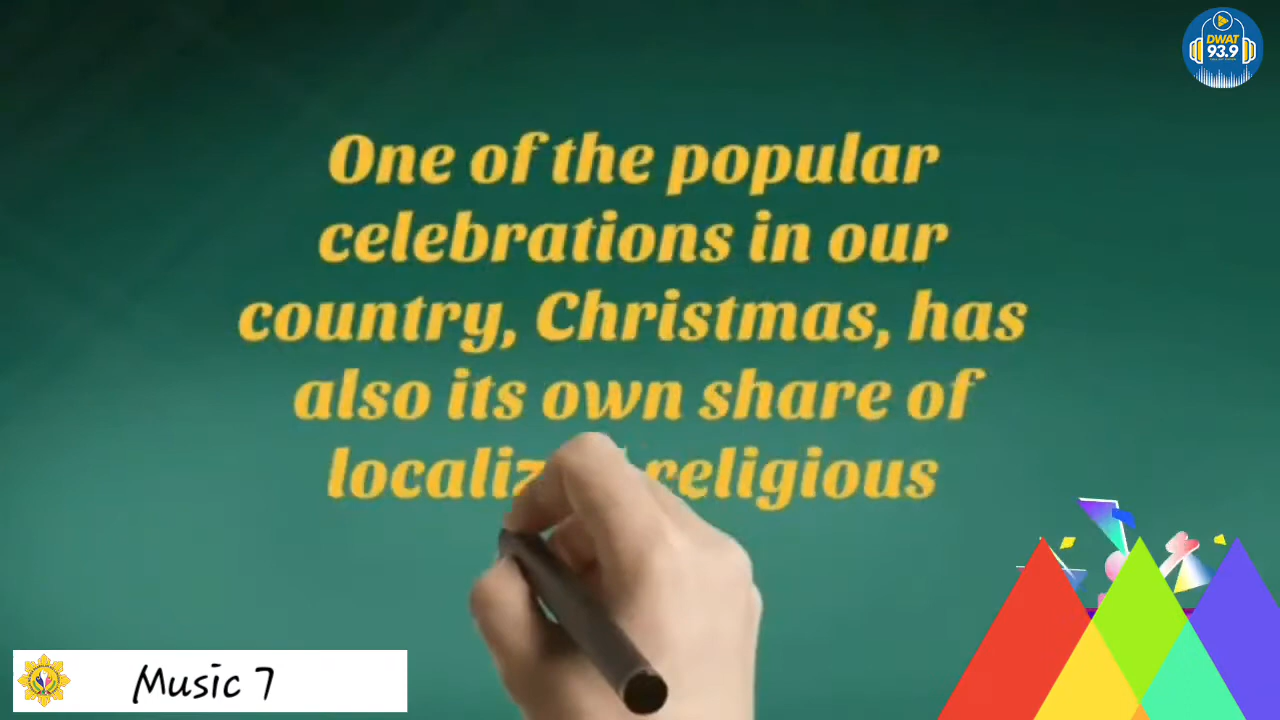 DWAT
93.9
One of the popular
celebrations in our
country, Christmas, has
also its own share of
religious
Music 7